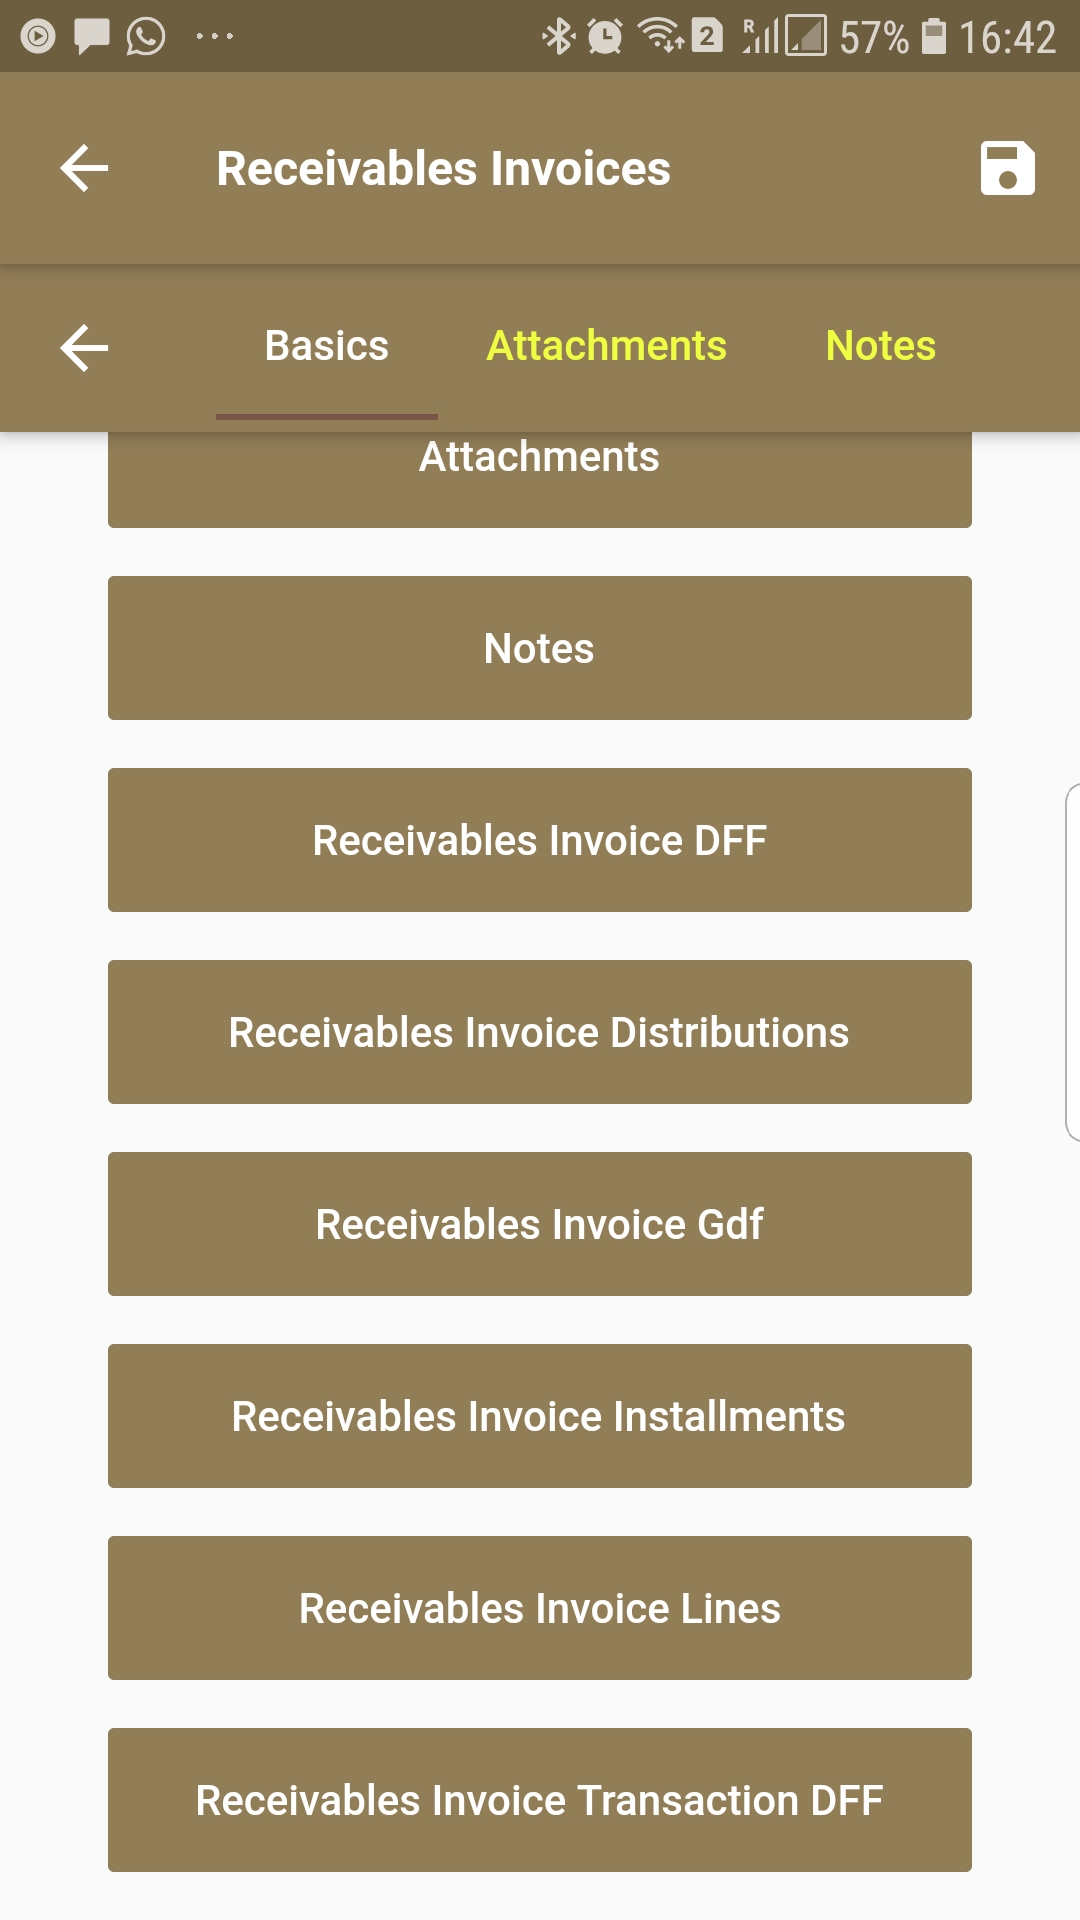 2 R 57% 16:42
Receivables Invoices
Basics Attachments Notes
Attachments
Notes
Receivables Invoice DFF
Receivables Invoice Distributions
Receivables Invoice Gdf
Receivables Invoice Installments
Receivables Invoice Lines
Receivables Invoice Transaction DFF